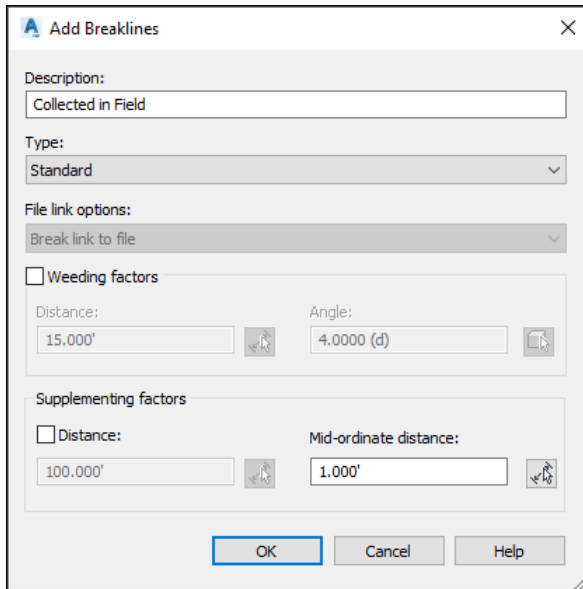 Add Breaklines
Description:
Collected in Field
Type:
Standard
File link options:
Break link to file
Weeding factors
Distance: Angle:
15.000' 4.0000 (d)
Supplementing factors
Distance: Mid-ordinate distance:
100.000' 1.000'
OK Cancel Help